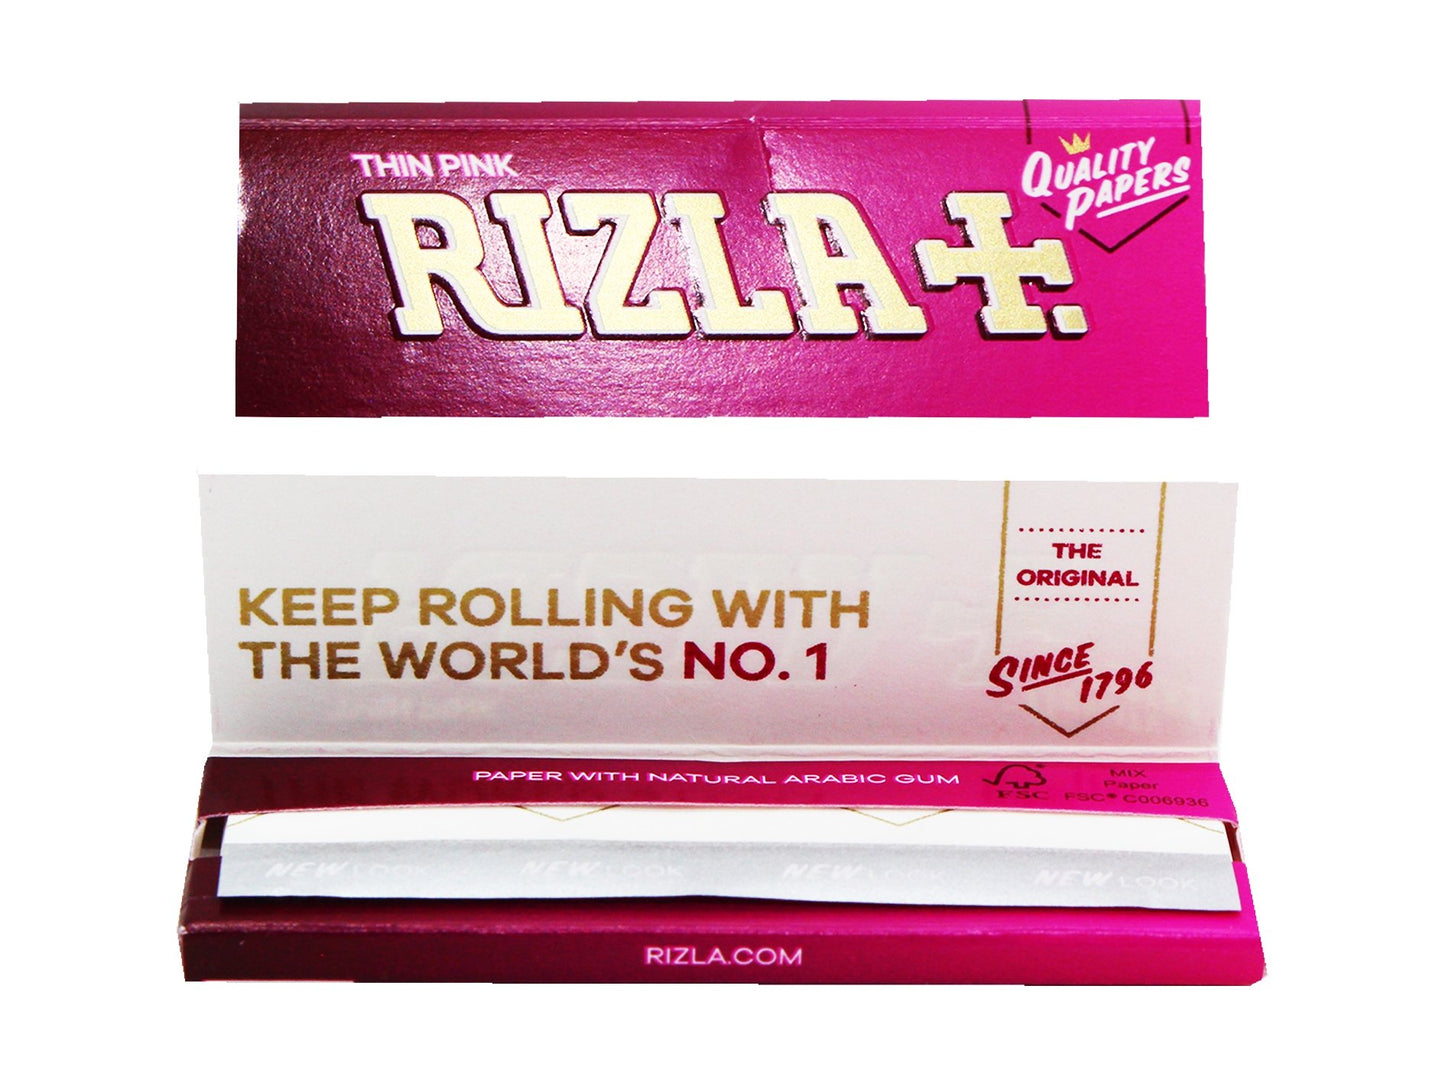 THIN PINK
RIZLA+.
QUALITY
PAPERS
KEEP ROLLING WITH
THE WORLD'S NO. 1
THE
ORIGINAL
SINCE
1796
PAPER WITH NATURAL ARABIC GUM
FSC
MIX
Paper
FSC® C006936
NEW LOOK NEW LOOK NEW LOOK NEW LOOK
RIZLA.COM